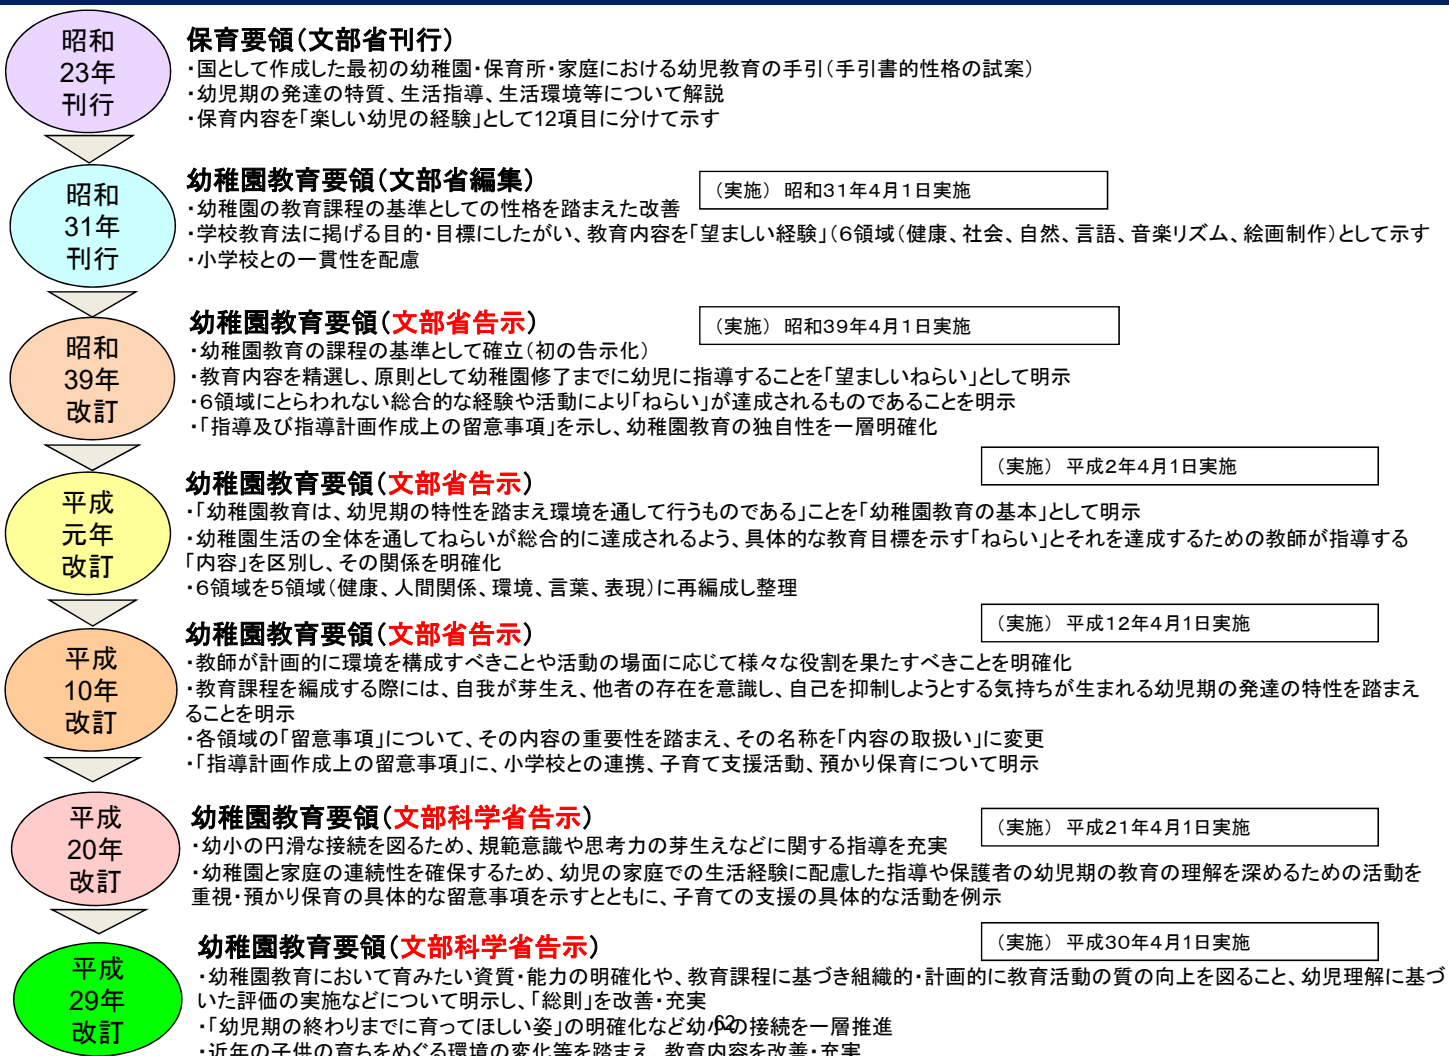 昭和
23年
刊行
保育要領（文部省刊行）
・国として作成した最初の幼稚園・保育所・家庭における幼児教育の手引（手引書的性格の試案）
・幼児期の発達の特質、生活指導、生活環境等について解説
・保育内容を「楽しい幼児の経験」として12項目に分けて示す
昭和
31年
刊行
幼稚園教育要領（文部省編集）
（実施） 昭和31年4月1日実施
・幼稚園の教育課程の基準としての性格を踏まえた改善
・学校教育法に掲げる目的・目標にしたがい、教育内容を「望ましい経験」（６領域（健康、社会、自然、言語、音楽リズム、絵画制作）として示す
・小学校との一貫性を配慮
昭和
39年
改訂
幼稚園教育要領（文部省告示）
（実施） 昭和39年4月1日実施
・幼稚園教育の課程の基準として確立（初の告示化）
・教育内容を精選し、原則として幼稚園修了までに幼児に指導することを「望ましいねらい」として明示
・６領域にとらわれない総合的な経験や活動により「ねらい」が達成されるものであることを明示
・「指導及び指導計画作成上の留意事項」を示し、幼稚園教育の独自性を一層明確化
平成
元年
改訂
幼稚園教育要領（文部省告示）
（実施） 平成2年4月1日実施
・「幼稚園教育は、幼児期の特性を踏まえ環境を通して行うものである」ことを「幼稚園教育の基本」として明示
・幼稚園生活の全体を通してねらいが総合的に達成されるよう、具体的な教育目標を示す「ねらい」とそれを達成するための教師が指導する
「内容」を区別し、その関係を明確化
・６領域を５領域（健康、人間関係、環境、言葉、表現）に再編成し整理
平成
10年
改訂
幼稚園教育要領（文部省告示）
（実施） 平成12年4月1日実施
・教師が計画的に環境を構成すべきことや活動の場面に応じて様々な役割を果たすべきことを明確化
・教育課程を編成する際には、自我が芽生え、他者の存在を意識し、自己を抑制しようとする気持ちが生まれる幼児期の発達の特性を踏まえ
ることを明示
・各領域の「留意事項」について、その内容の重要性を踏まえ、その名称を「内容の取扱い」に変更
・「指導計画作成上の留意事項」に、小学校との連携、子育て支援活動、預かり保育について明示
平成
20年
改訂
幼稚園教育要領（文部科学省告示）
（実施） 平成21年4月1日実施
・幼小の円滑な接続を図るため、規範意識や思考力の芽生えなどに関する指導を充実
・幼稚園と家庭の連続性を確保するため、幼児の家庭での生活経験に配慮した指導や保護者の幼児期の教育の理解を深めるための活動を
重視・預かり保育の具体的な留意事項を示すとともに、子育ての支援の具体的な活動を例示
平成
29年
改訂
幼稚園教育要領（文部科学省告示）
（実施） 平成30年4月1日実施
・幼稚園教育において育みたい資質・能力の明確化や、教育課程に基づき組織的・計画的に教育活動の質の向上を図ること、幼児理解に基づ
いた評価の実施などについて明示し、「総則」を改善・充実
・「幼児期の終わりまでに育ってほしい姿」の明確化など幼小の接続を一層推進
62
・近年の子供の育ちをめぐる環境の変化等を踏まえ、教育内容を改善・充実